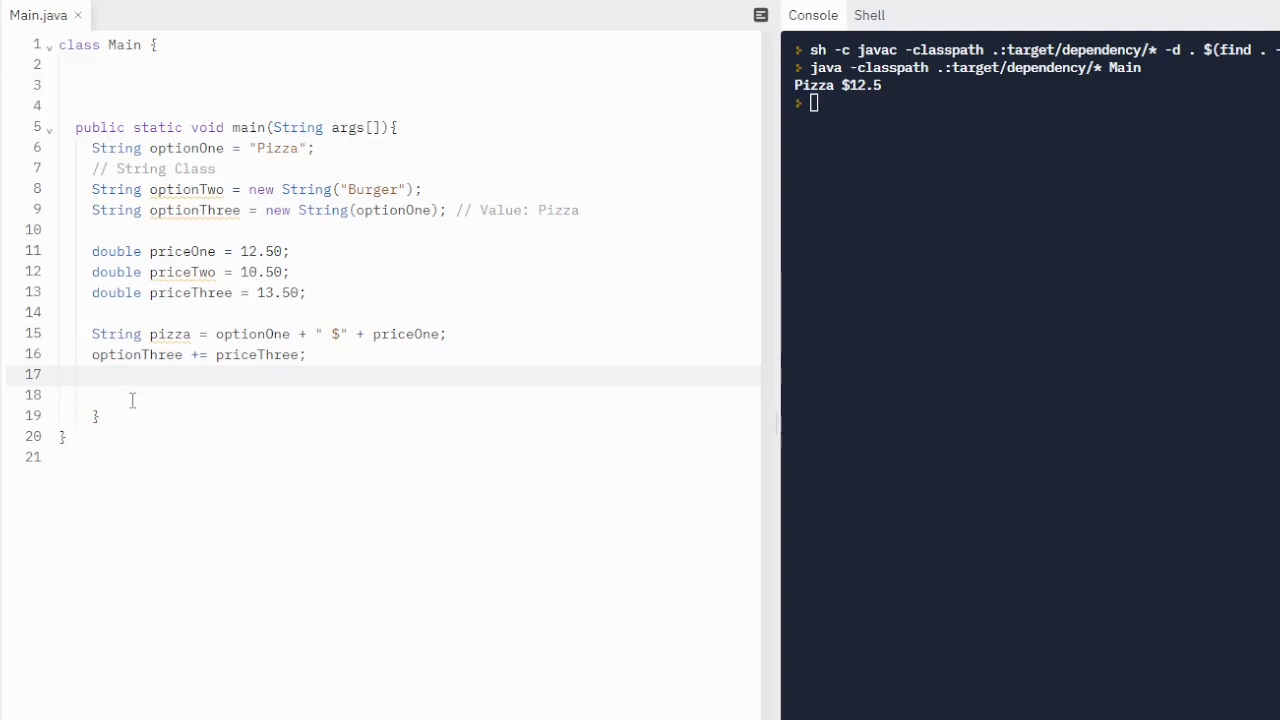 Main.java ×
Console Shell
1 class Main {
2
3
4
5 public static void main(String args[]){
6 String optionOne = "Pizza";
7 // String Class
8 String optionTwo = new String("Burger");
9 String optionThree = new String(optionOne); // Value: Pizza
10
11 double priceOne = 12.50;
12 double priceTwo = 10.50;
13 double priceThree = 13.50;
14
15 String pizza = optionOne + " $" + priceOne;
16 optionThree += priceThree;
17
18
19 }
20 }
21
sh -c javac -classpath .:target/dependency/* -d . $(find . -
java -classpath .:target/dependency/* Main
Pizza $12.5